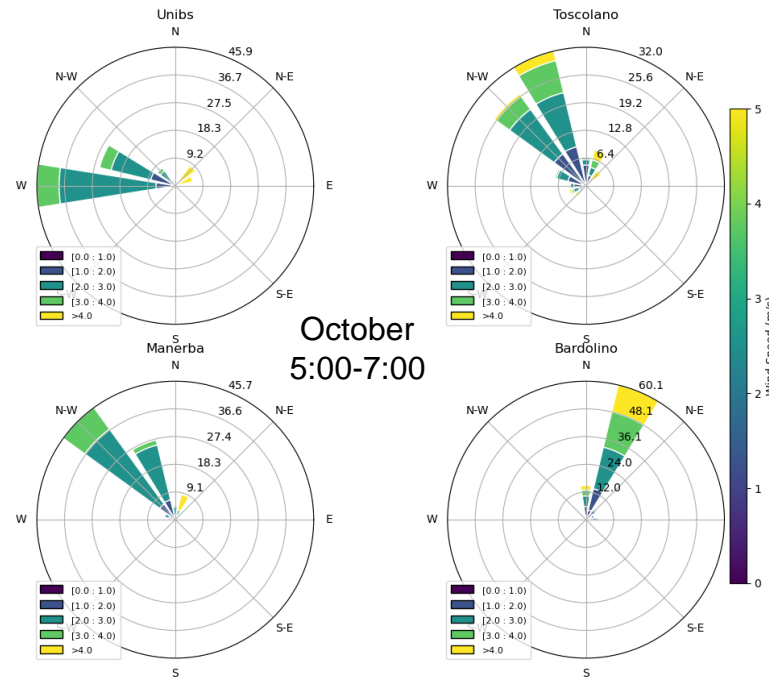 Unibs
N
45.9
36.7
27.5
18.3
9.2
N-W
N-E
W
E
S-E
S-W
S
[0.0 : 1.0)
[1.0 : 2.0)
[2.0 : 3.0)
[3.0 : 4.0)
>4.0
Toscolano
N
32.0
25.6
19.2
12.8
6.4
N-W
N-E
W
E
S-E
S-W
S
[0.0 : 1.0)
[1.0 : 2.0)
[2.0 : 3.0)
[3.0 : 4.0)
>4.0
October
5:00-7:00
Manerba
N
45.7
36.6
27.4
18.3
9.1
N-W
N-E
W
E
S-E
S-W
S
[0.0 : 1.0)
[1.0 : 2.0)
[2.0 : 3.0)
[3.0 : 4.0)
>4.0
Bardolino
N
60.1
48.1
36.1
24.0
12.0
N-W
N-E
W
E
S-E
S-W
S
[0.0 : 1.0)
[1.0 : 2.0)
[2.0 : 3.0)
[3.0 : 4.0)
>4.0
5
4
3
2
1
0
Wind Speed (m/s)